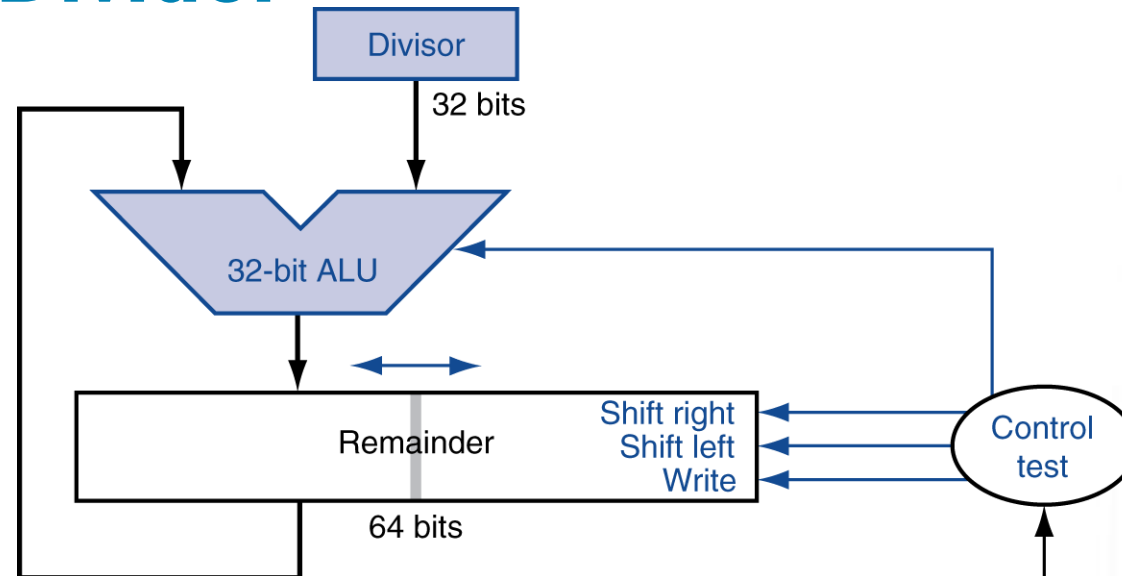 Divisor
32 bits
32-bit ALU
Remainder
Shift right
Shift left
Write
Control
test
64 bits